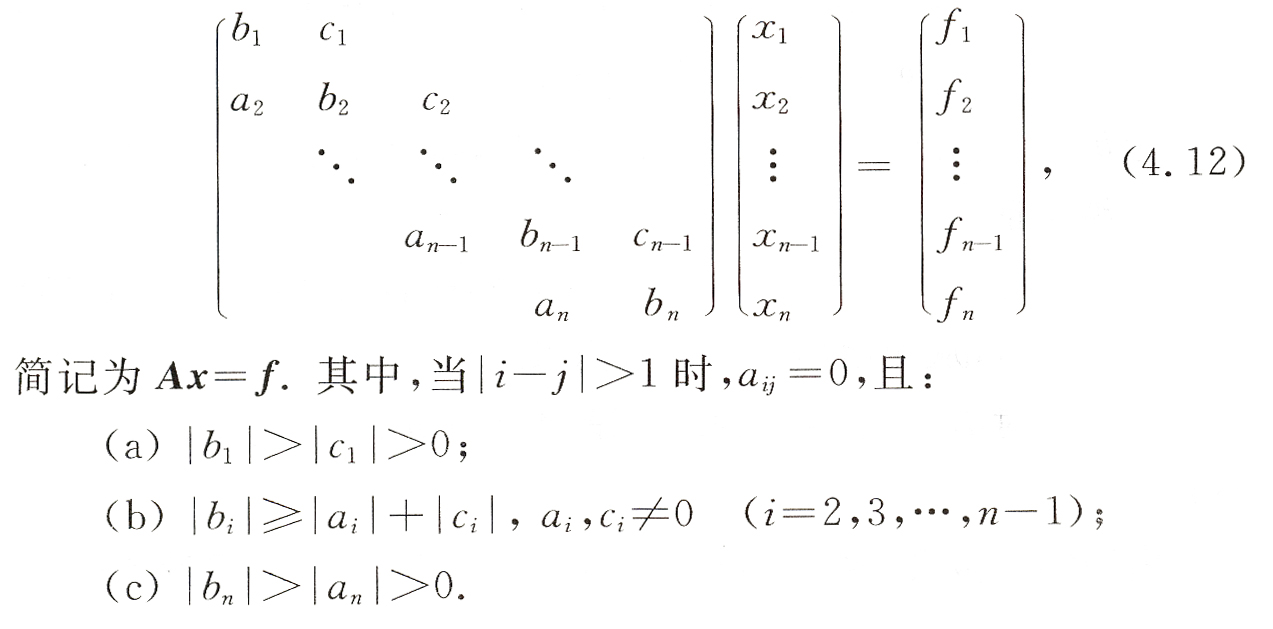 b₁ c₁ x₁ f₁
a₂ b₂ c₂ x₂ f₂
⋱ ⋱ ⋱ ⋮ = ⋮ , (4.12)
aₙ₋₁ bₙ₋₁ cₙ₋₁ xₙ₋₁ fₙ₋₁
aₙ bₙ xₙ fₙ
简记为 Ax=f. 其中,当|i−j|>1 时,aᵢⱼ=0,且:
(a) |b₁|>|c₁|>0;
(b) |bᵢ|≥|aᵢ|+|cᵢ|, aᵢ,cᵢ≠0 (i=2,3,⋯,n−1);
(c) |bₙ|>|aₙ|>0.